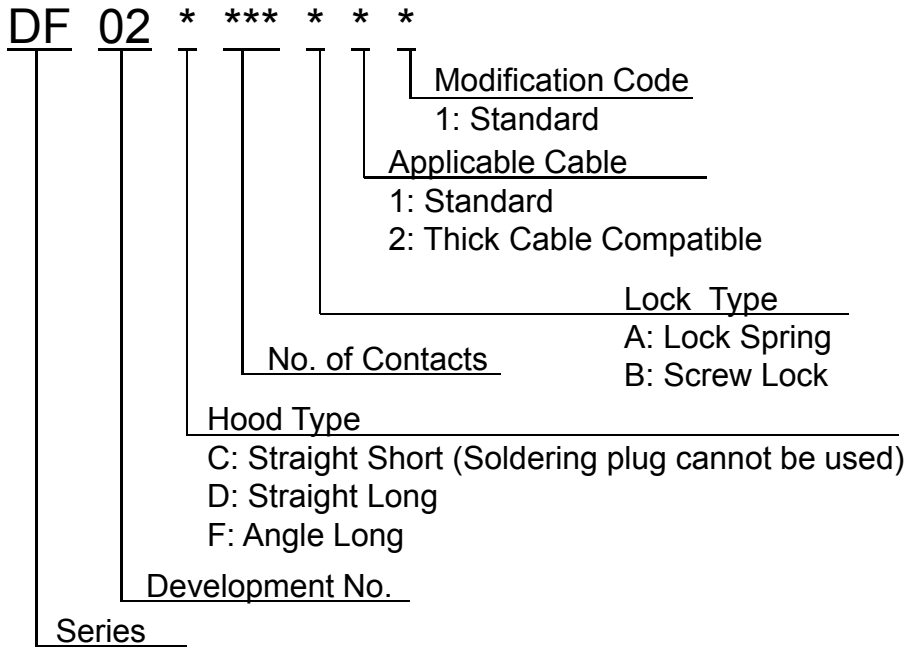 DF 02 * *** * * *
Modification Code
1: Standard
Applicable Cable
1: Standard
2: Thick Cable Compatible
Lock Type
A: Lock Spring
B: Screw Lock
No. of Contacts
Hood Type
C: Straight Short (Soldering plug cannot be used)
D: Straight Long
F: Angle Long
Development No.
Series